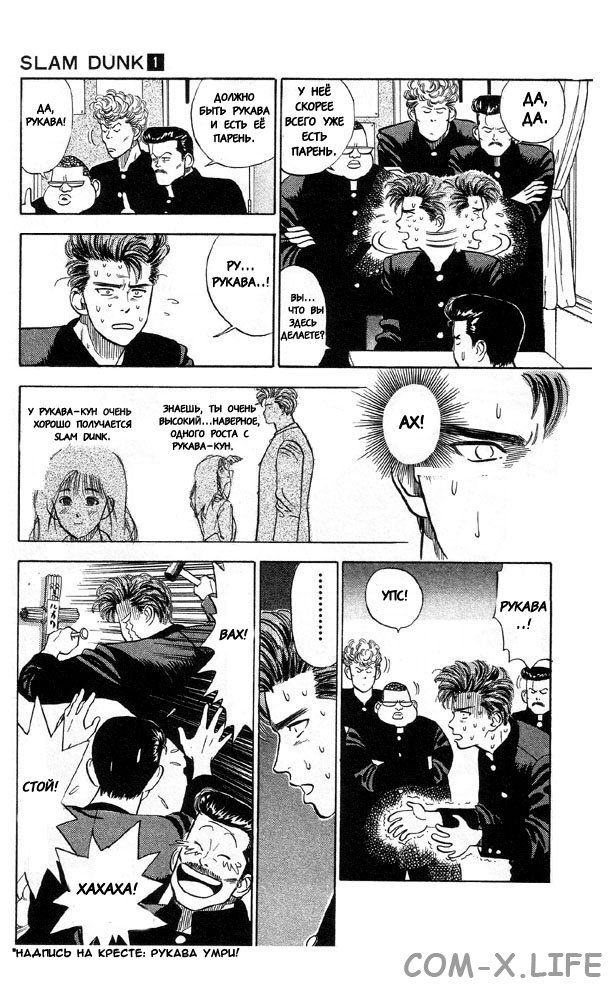 SLAM DUNK 1
У НЕЁ
СКОРЕЕ
ВСЕГО УЖЕ
ЕСТЬ
ПАРЕНЬ.
ДА,
ДА.
ВЫ...
ЧТО ВЫ
ЗДЕСЬ
ДЕЛАЕТЕ?
ДОЛЖНО
БЫТЬ РУКАВА
И ЕСТЬ ЕЁ
ПАРЕНЬ.
ДА,
РУКАВА!
РУ...
РУКАВА..!
АХ!
ЗНАЕШЬ, ТЫ ОЧЕНЬ
ВЫСОКИЙ...НАВЕРНОЕ,
ОДНОГО РОСТА С
РУКАВА-КУН.
У РУКАВА-КУН ОЧЕНЬ
ХОРОШО ПОЛУЧАЕТСЯ
SLAM DUNK.
РУКАВА
..!
УПС!
.........
ВАХ!
СТОЙ!
ХАХАХА!
*НАДПИСЬ НА КРЕСТЕ: РУКАВА УМРИ!
COM-X.LIFE